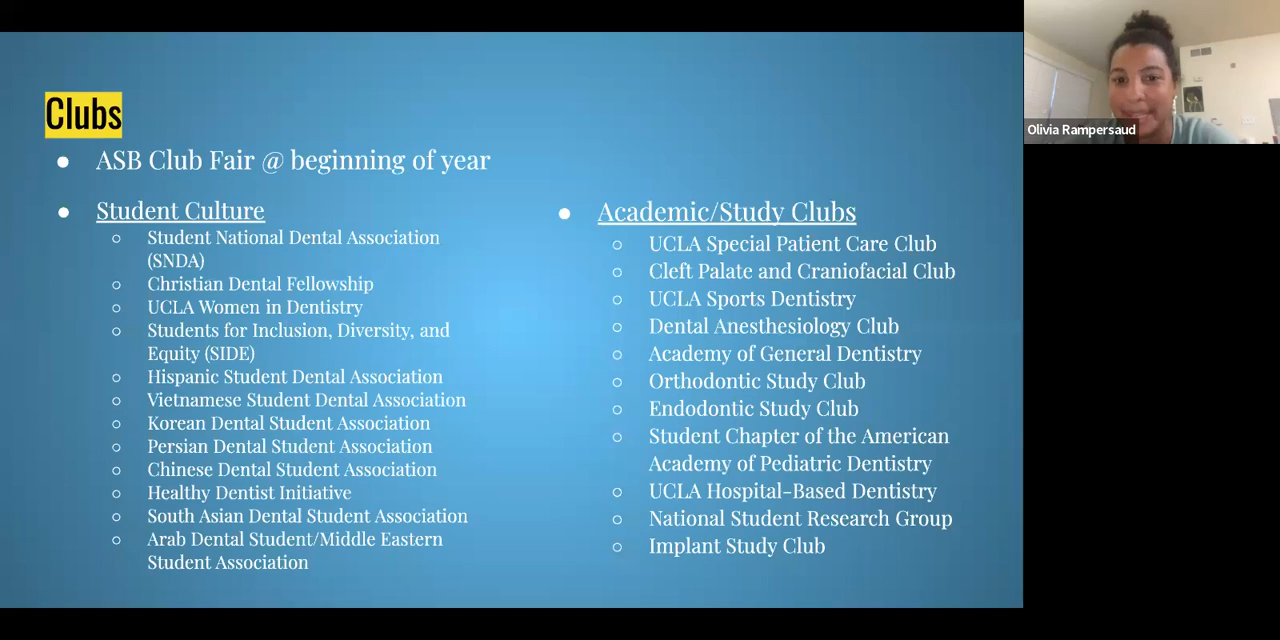 Clubs
● ASB Club Fair @ beginning of year
● Student Culture
○ Student National Dental Association
(SNDA)
○ Christian Dental Fellowship
○ UCLA Women in Dentistry
○ Students for Inclusion, Diversity, and
Equity (SIDE)
○ Hispanic Student Dental Association
○ Vietnamese Student Dental Association
○ Korean Dental Student Association
○ Persian Dental Student Association
○ Chinese Dental Student Association
○ Healthy Dentist Initiative
○ South Asian Dental Student Association
○ Arab Dental Student/Middle Eastern
Student Association
● Academic/Study Clubs
○ UCLA Special Patient Care Club
○ Cleft Palate and Craniofacial Club
○ UCLA Sports Dentistry
○ Dental Anesthesiology Club
○ Academy of General Dentistry
○ Orthodontic Study Club
○ Endodontic Study Club
○ Student Chapter of the American
Academy of Pediatric Dentistry
○ UCLA Hospital-Based Dentistry
○ National Student Research Group
○ Implant Study Club
Olivia Rampersaud